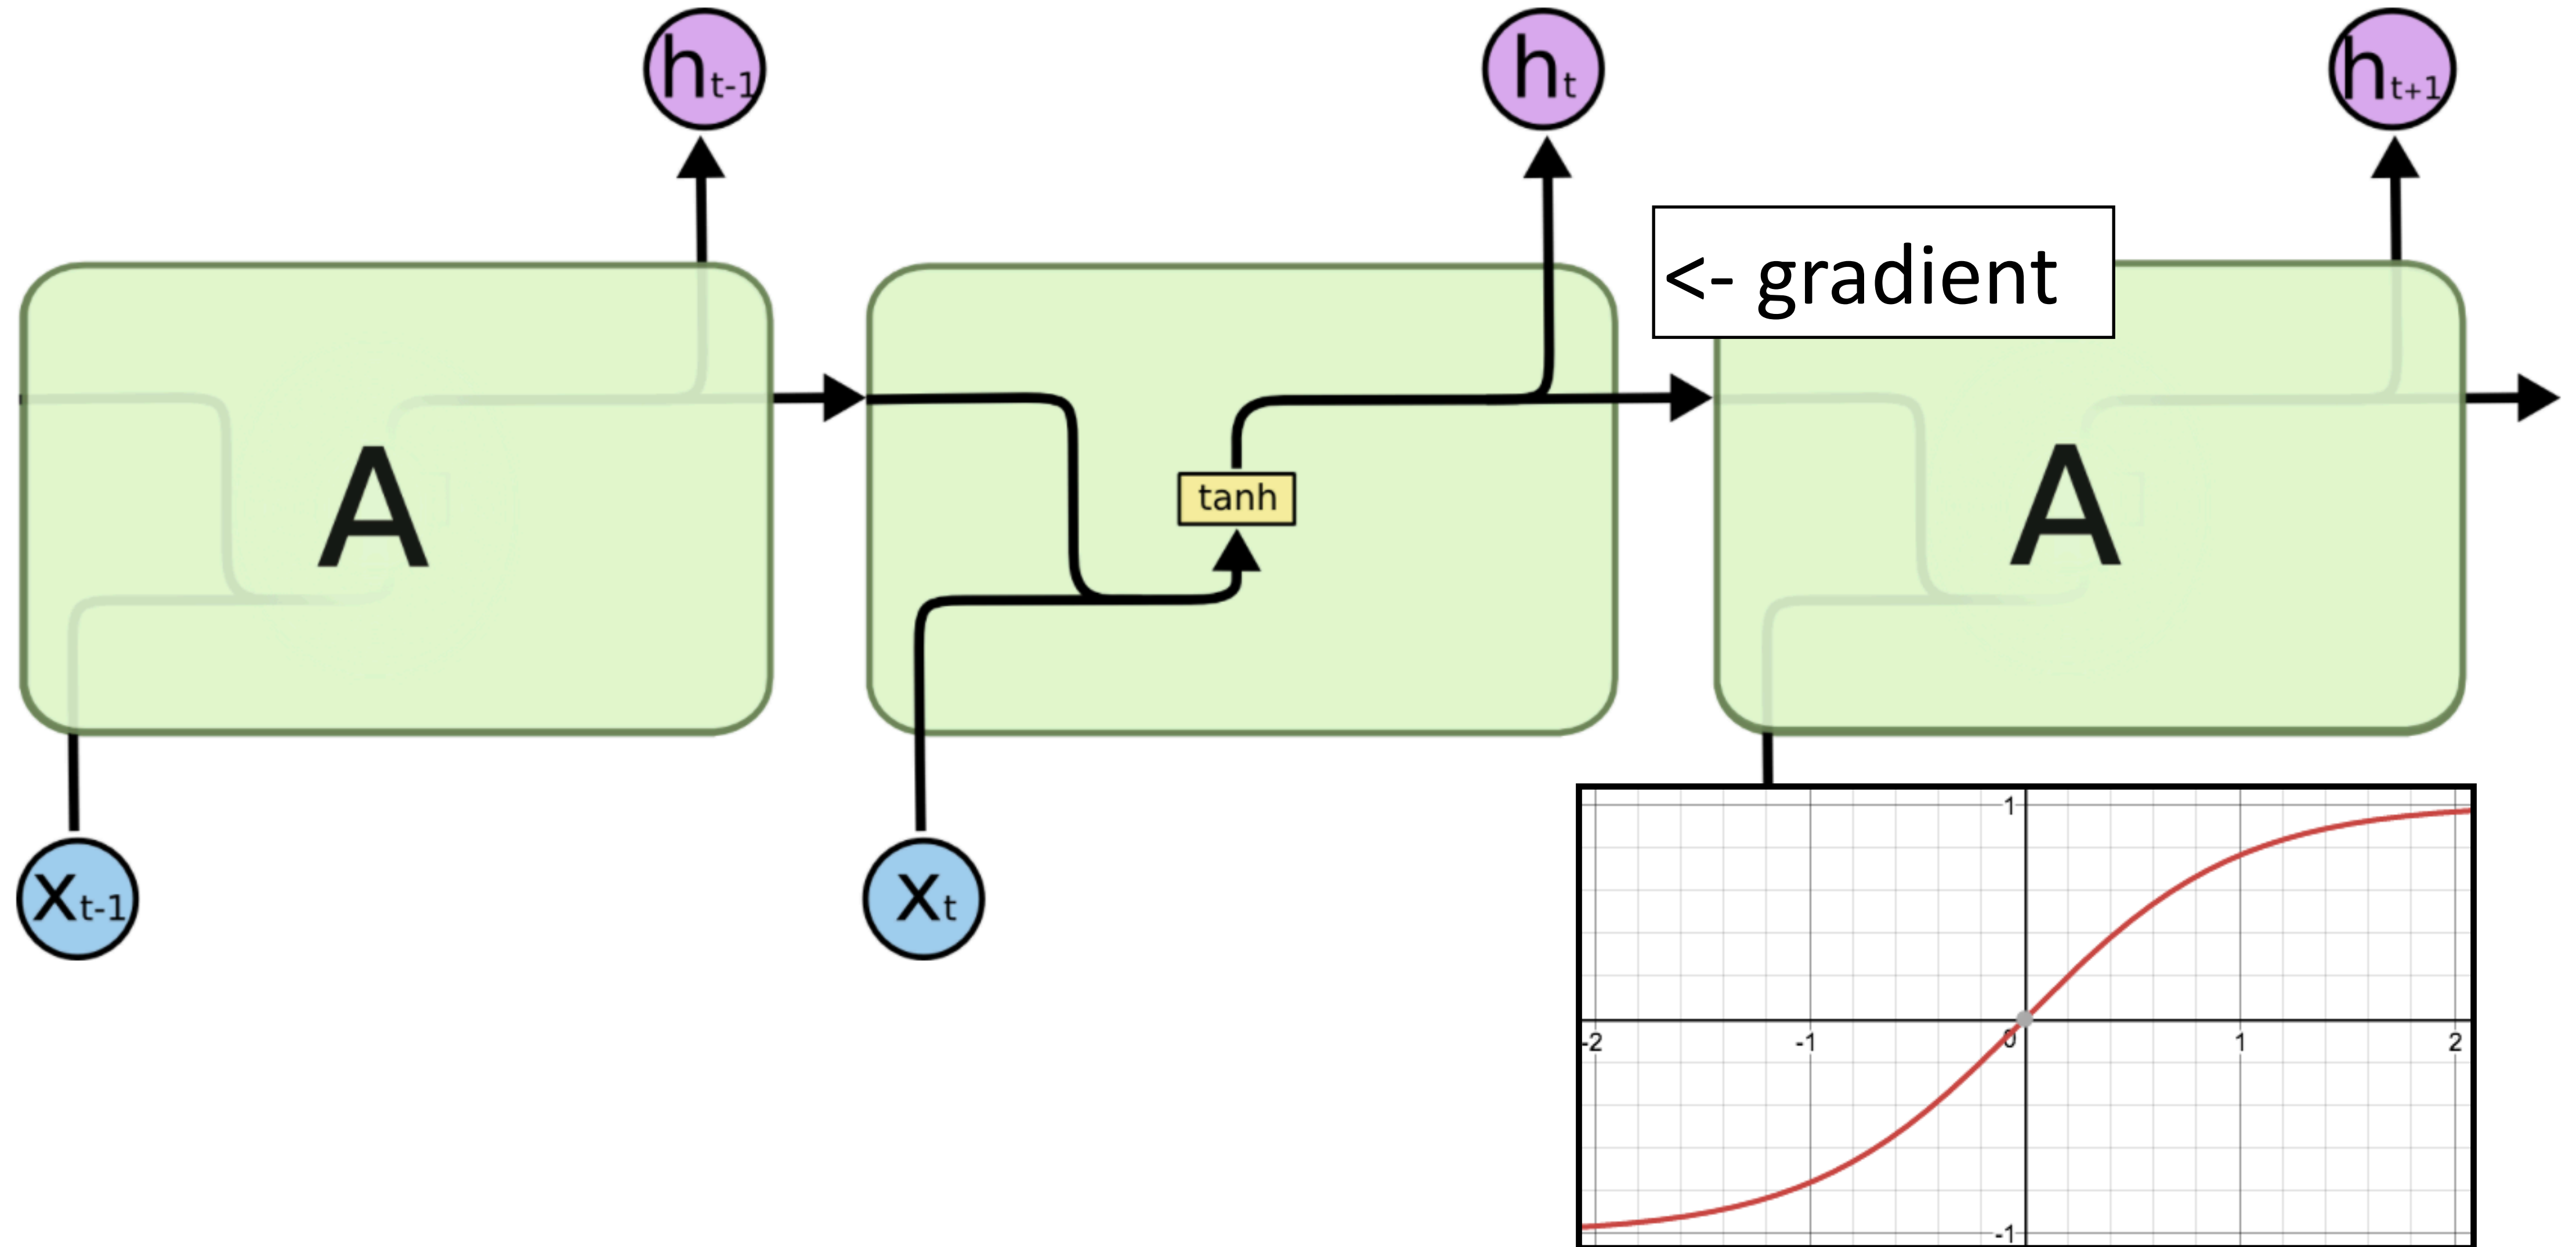 h t-1
h t
h t+1
<- gradient
A
tanh
A
x t-1
x t
1
-2
-1
0
1
2
-1